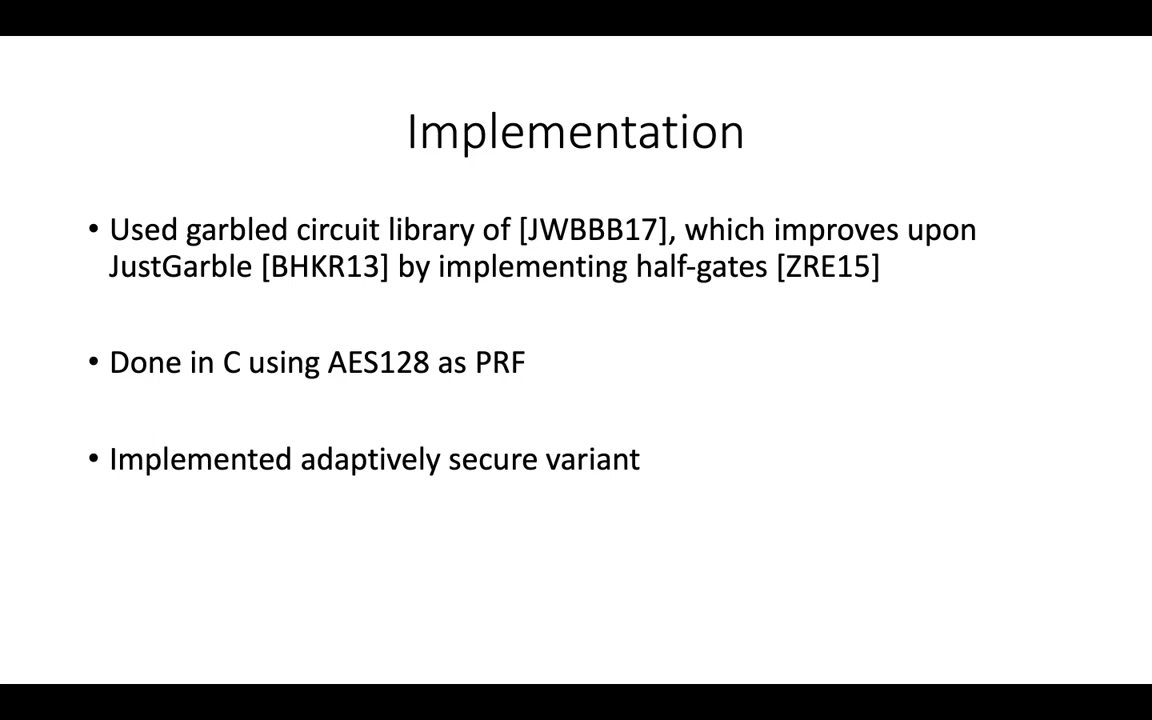 Implementation
• Used garbled circuit library of [JWBBB17], which improves upon
JustGarble [BHKR13] by implementing half-gates [ZRE15]
• Done in C using AES128 as PRF
• Implemented adaptively secure variant